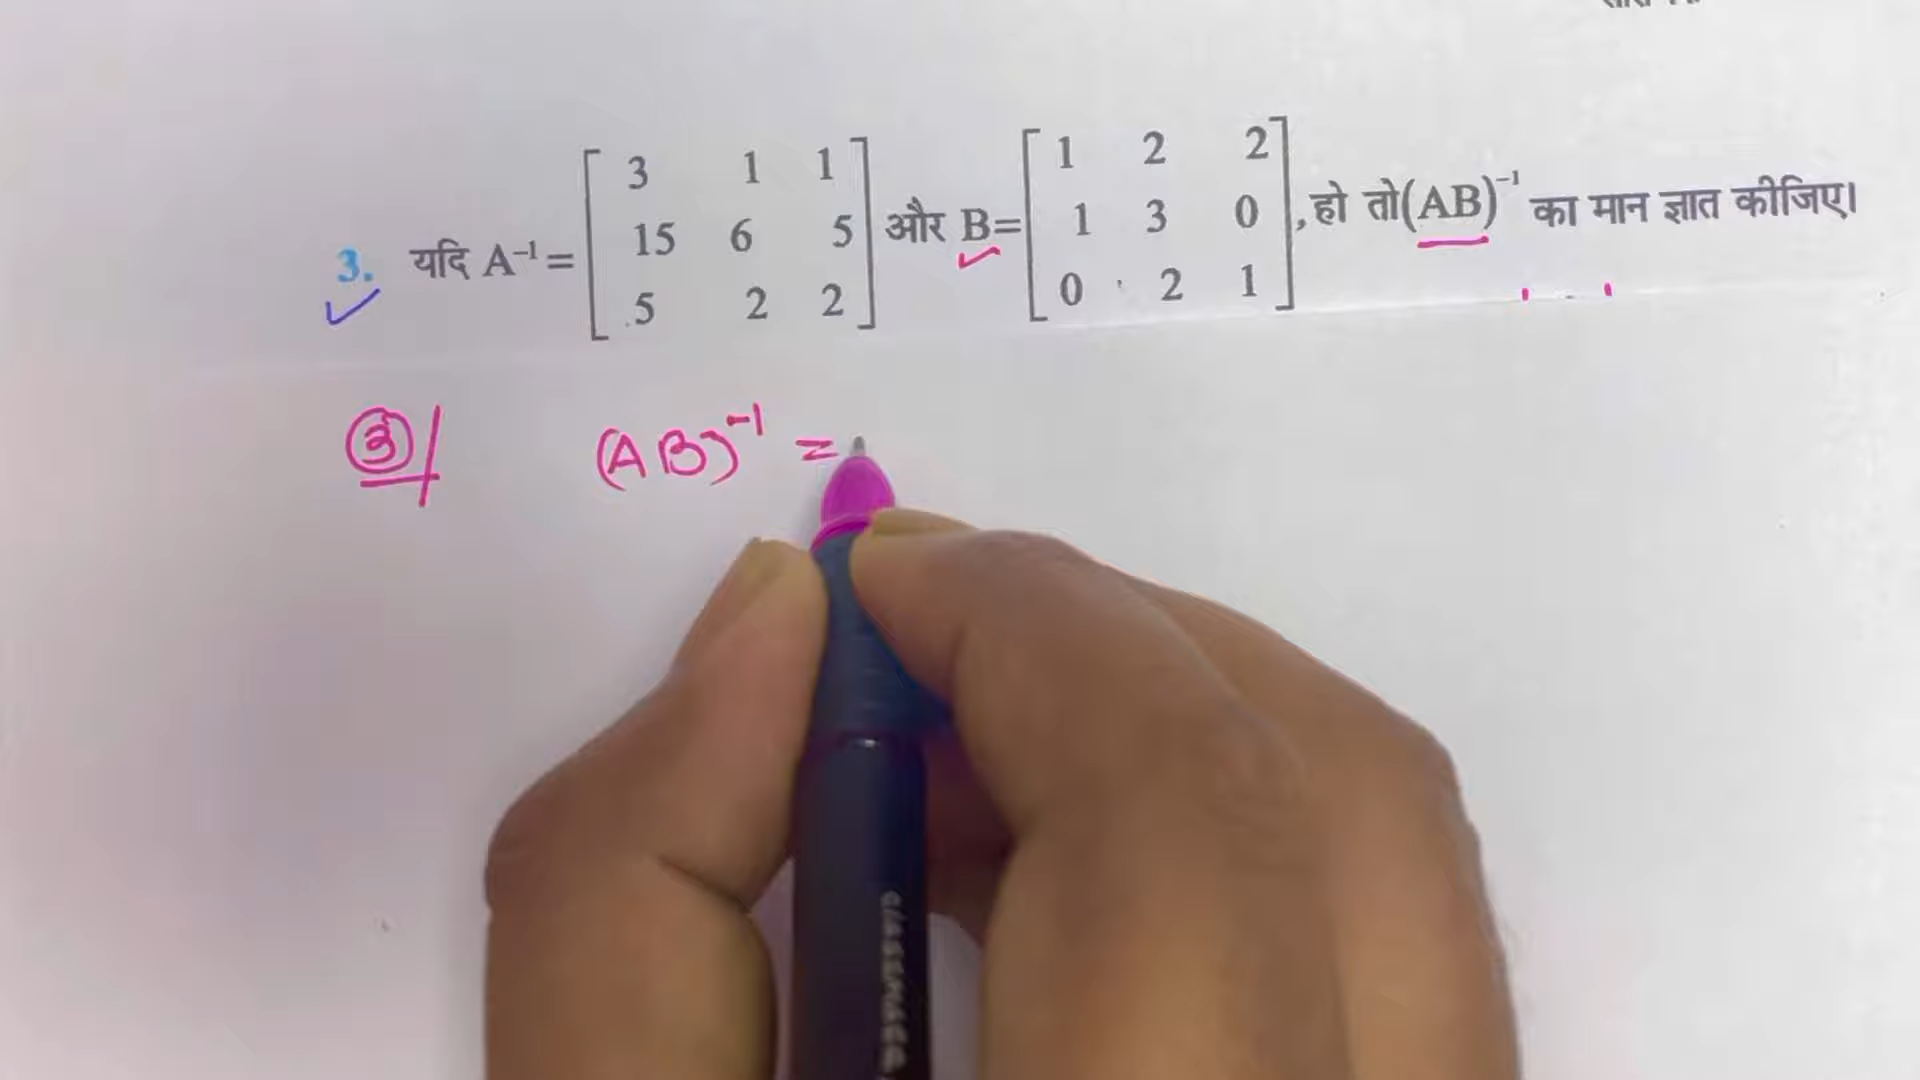 3. यदि A⁻¹= [ 3 1 1 ] और B= [ 1 2 2 ], हो तो (AB)⁻¹ का मान ज्ञात कीजिए।
15 6 5 1 3 0
5 2 2 0 2 1
③/ (AB)⁻¹ =